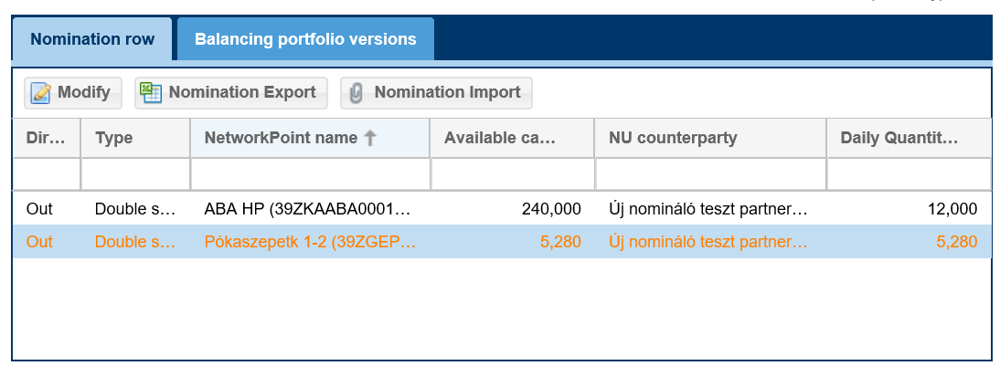 Nomination row Balancing portfolio versions
Modify Nomination Export Nomination Import
Dir… Type NetworkPoint name Available ca… NU counterparty Daily Quantit…
Out Double s… ABA HP (39ZKAABA0001… 240,000 Új nomináló teszt partner… 12,000
Out Double s… Pókaszepetk 1-2 (39ZGEP… 5,280 Új nomináló teszt partner… 5,280